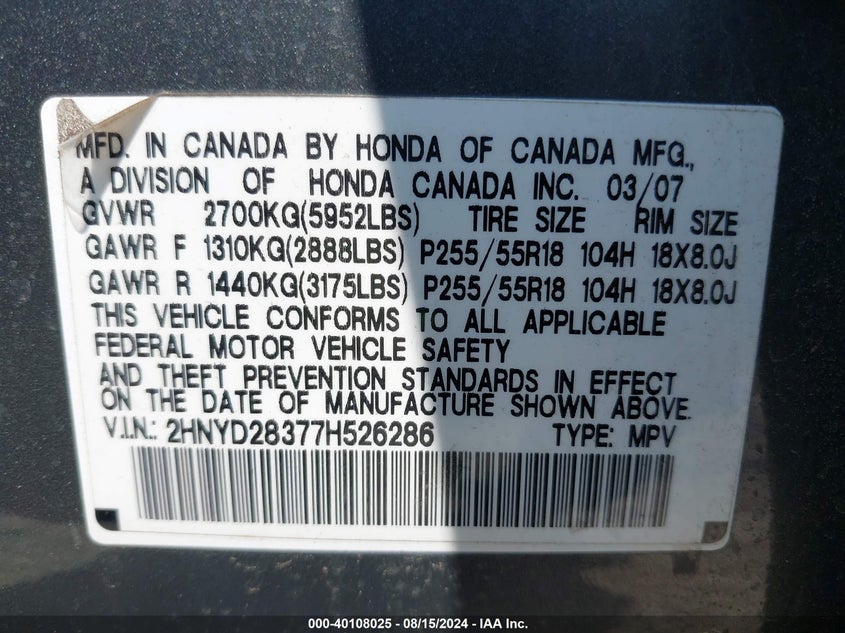 MFD. IN CANADA BY HONDA OF CANADA MFG.,
A DIVISION OF HONDA CANADA INC. 03/07
GVWR 2700KG(5952LBS) TIRE SIZE RIM SIZE
GAWR F 1310KG(2888LBS) P255/55R18 104H 18X8.0J
GAWR R 1440KG(3175LBS) P255/55R18 104H 18X8.0J
THIS VEHICLE CONFORMS TO ALL APPLICABLE
FEDERAL MOTOR VEHICLE SAFETY
AND THEFT PREVENTION STANDARDS IN EFFECT
ON THE DATE OF MANUFACTURE SHOWN ABOVE.
V.I.N.: 2HNYD28377H526286 TYPE: MPV
000-40108025 - 08/15/2024 - IAA Inc.